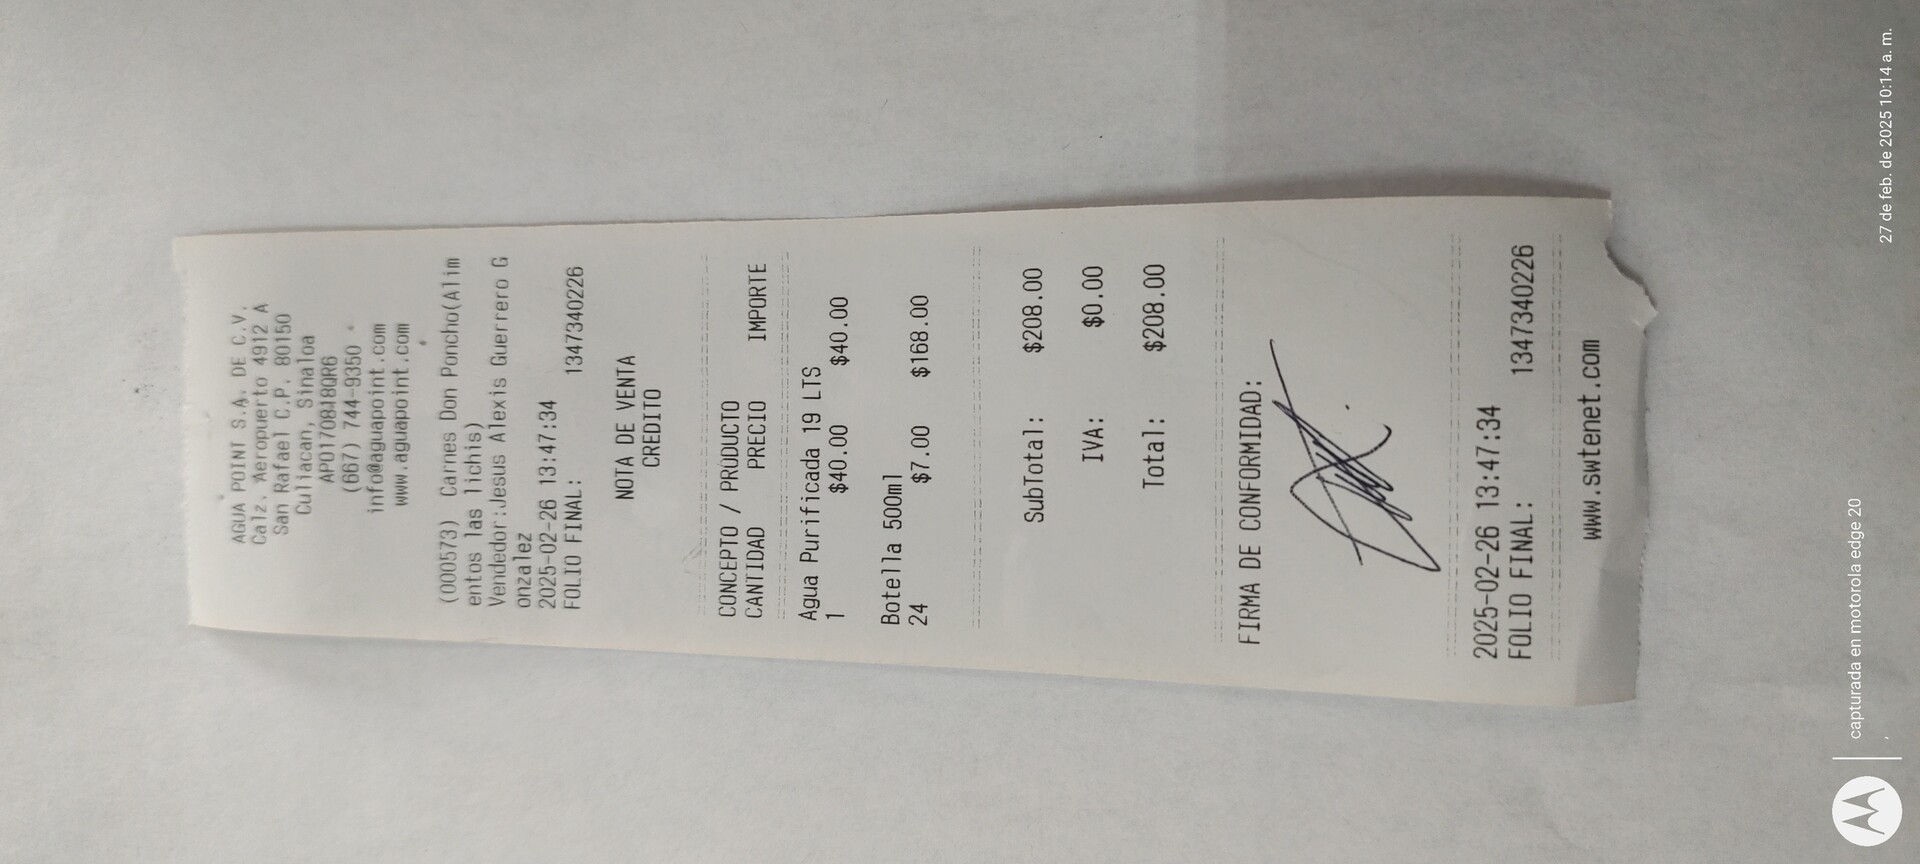 AGUA POINT S.A. DE C.V.
Calz. Aeropuerto 4912 A
San Rafael C.P. 80150
Culiacan, Sinaloa
APO170818QR6
(667) 744-9350
info@aguapoint.com
www.aguapoint.com
(000573) Carnes Don Poncho(Alim
entos las lichis)
Vendedor:Jesus Alexis Guerrero G
onzalez
2025-02-26 13:47:34
FOLIO FINAL: 1347340226
NOTA DE VENTA
CREDITO
CONCEPTO / PRODUCTO
CANTIDAD PRECIO IMPORTE
Agua Purificada 19 LTS
1 $40.00 $40.00
Botella 500ml
24 $7.00 $168.00
SubTotal: $208.00
IVA: $0.00
Total: $208.00
FIRMA DE CONFORMIDAD:
2025-02-26 13:47:34
FOLIO FINAL: 1347340226
www.swtenet.com
capturada en motorola edge 20
27 de feb. de 2025 10:14 a. m.